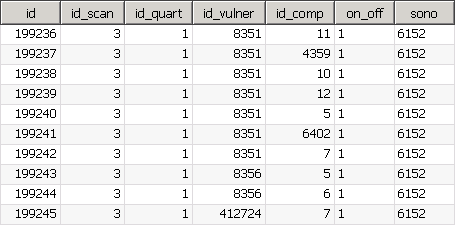 id id_scan id_quart id_vulner id_comp on_off sono
199236 3 1 8351 11 1 6152
199237 3 1 8351 4359 1 6152
199238 3 1 8351 10 1 6152
199239 3 1 8351 12 1 6152
199240 3 1 8351 5 1 6152
199241 3 1 8351 6402 1 6152
199242 3 1 8351 7 1 6152
199243 3 1 8356 5 1 6152
199244 3 1 8356 6 1 6152
199245 3 1 412724 7 1 6152